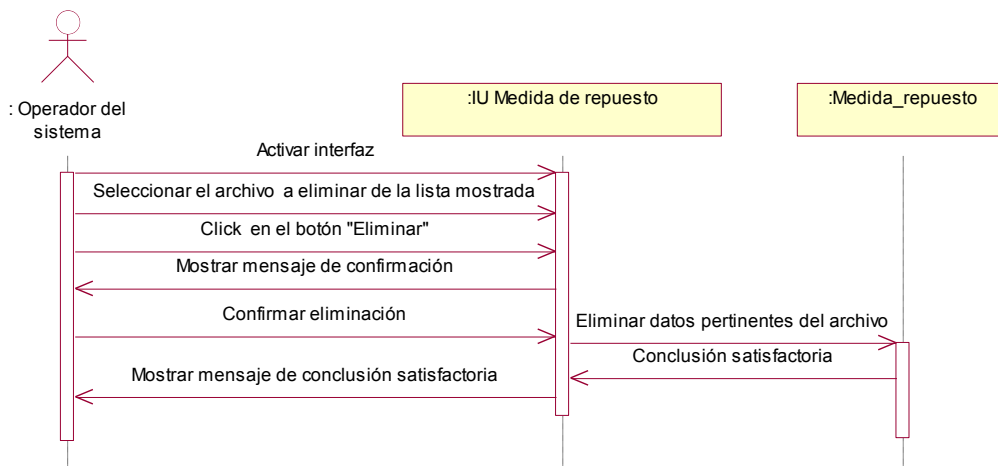 : Operador del
sistema
:IU Medida de repuesto
:Medida_repuesto
Activar interfaz
Seleccionar el archivo a eliminar de la lista mostrada
Click en el botón "Eliminar"
Mostrar mensaje de confirmación
Confirmar eliminación
Eliminar datos pertinentes del archivo
Conclusión satisfactoria
Mostrar mensaje de conclusión satisfactoria